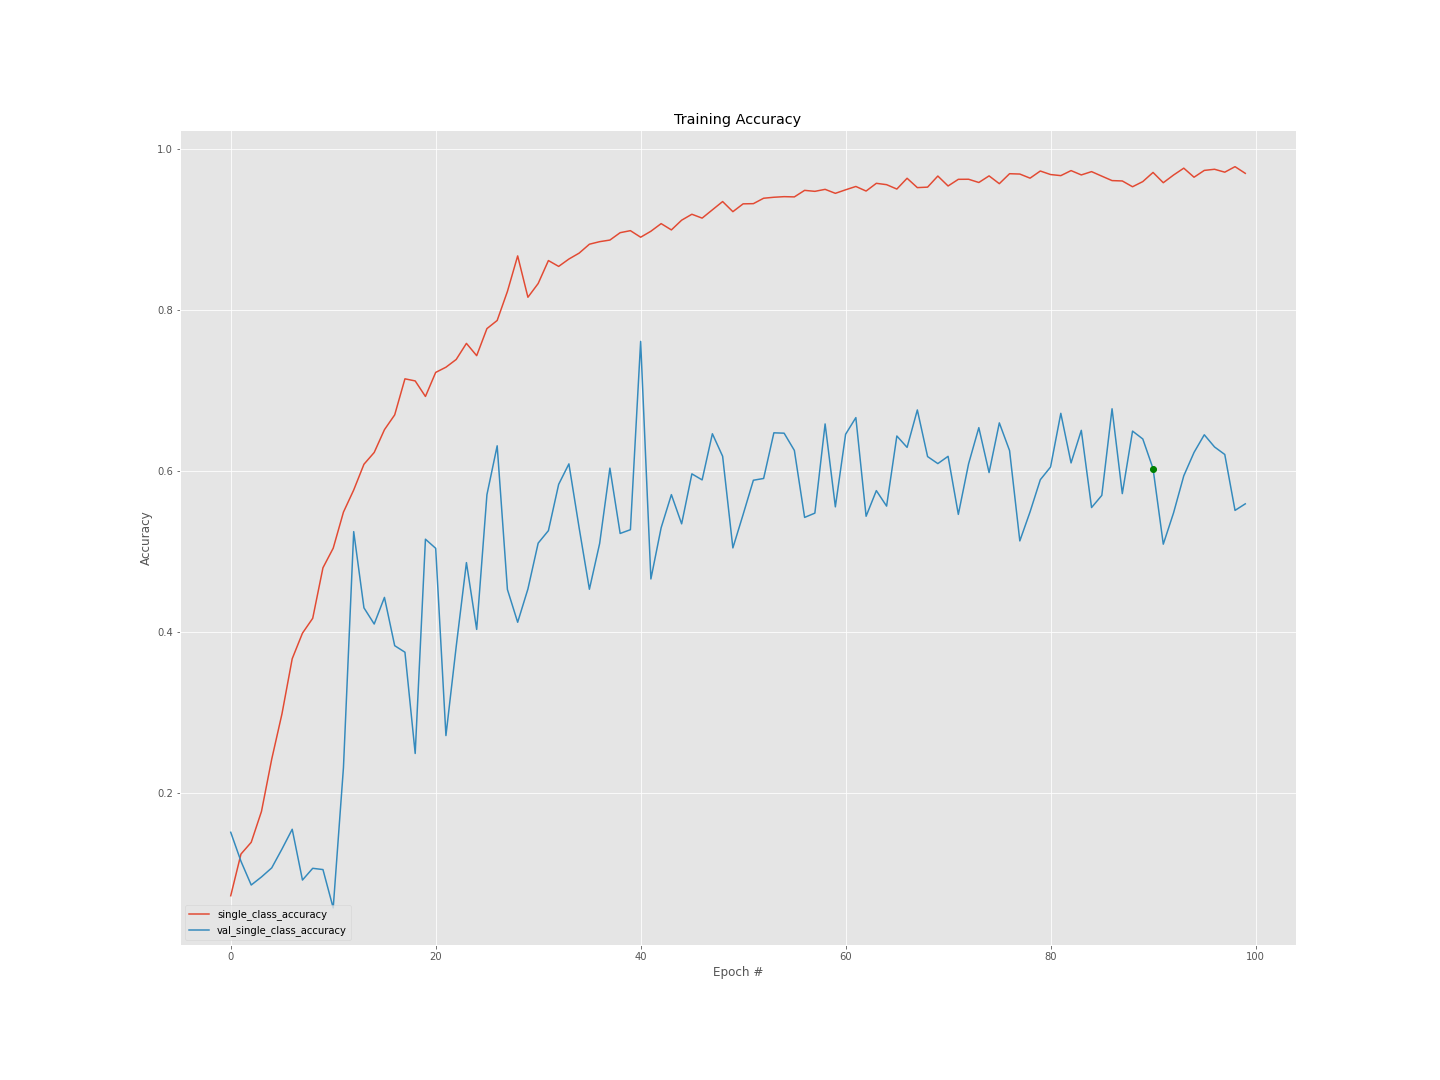 Training Accuracy
1.0
0.8
0.6
0.4
0.2
Accuracy
single_class_accuracy
val_single_class_accuracy
0 20 40 60 80 100
Epoch #